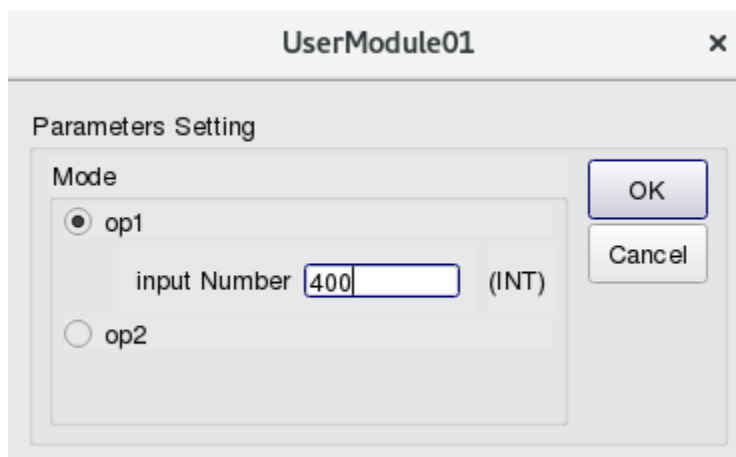 UserModule01
Parameters Setting
Mode
OK
op1
Cancel
input Number 400 (INT)
op2